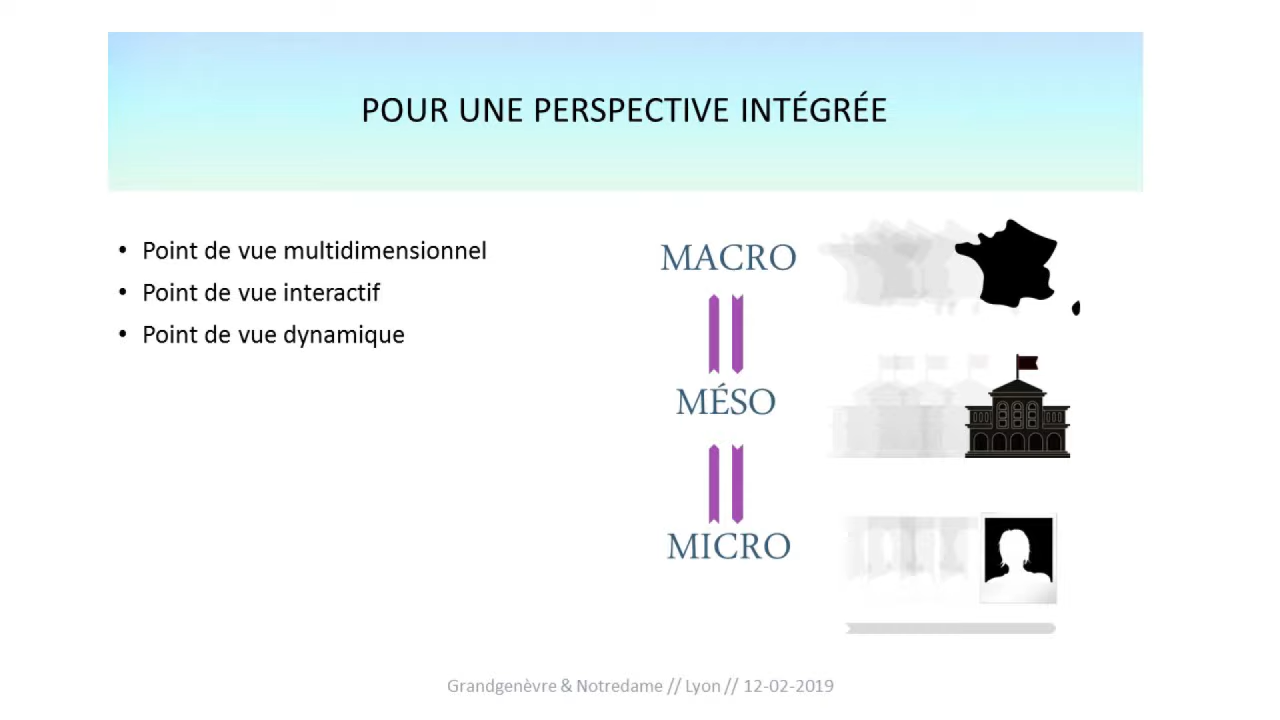 POUR UNE PERSPECTIVE INTÉGRÉE
• Point de vue multidimensionnel
• Point de vue interactif
• Point de vue dynamique
MACRO
MÉSO
MICRO
Grandgenèvre & Notredame // Lyon // 12-02-2019